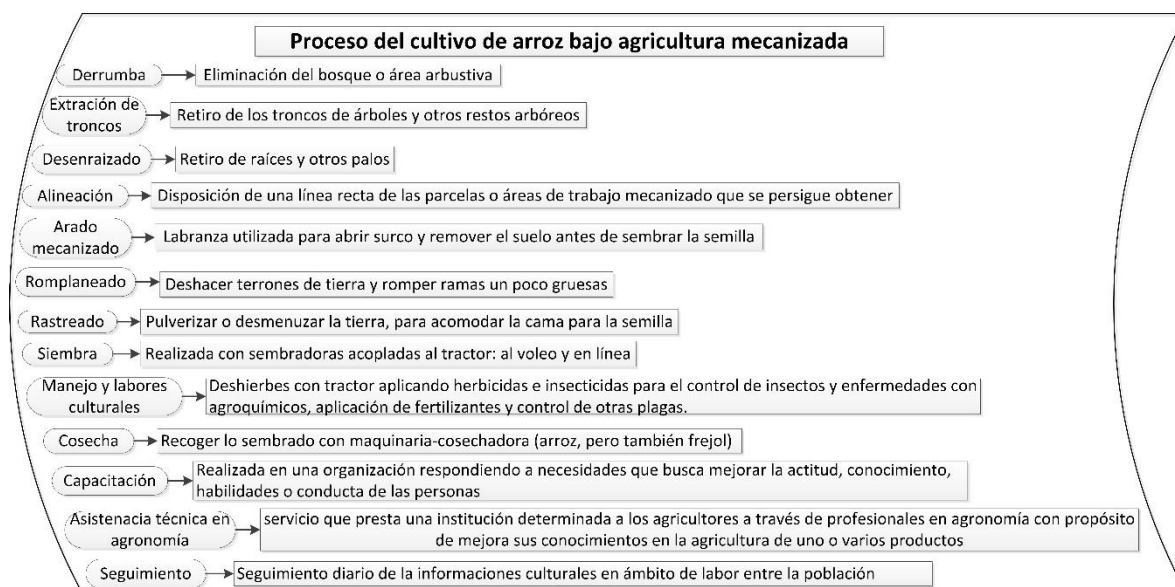 Proceso del cultivo de arroz bajo agricultura mecanizada
Derrumba
Eliminación del bosque o área arbustiva
Extracción de
troncos
Retiro de los troncos de árboles y otros restos arbóreos
Desenraizado
Retiro de raíces y otros palos
Alineación
Disposición de una línea recta de las parcelas o áreas de trabajo mecanizado que se persigue obtener
Arado
mecanizado
Labranza utilizada para abrir surco y remover el suelo antes de sembrar la semilla
Romplaneado
Deshacer terrones de tierra y romper ramas un poco gruesas
Rastreado
Pulverizar o desmenuzar la tierra, para acomodar la cama para la semilla
Siembra
Realizada con sembradoras acopladas al tractor: al voleo y en línea
Manejo y labores
culturales
Deshierbes con tractor aplicando herbicidas e insecticidas para el control de insectos y enfermedades con
agroquímicos, aplicación de fertilizantes y control de otras plagas.
Cosecha
Recoger lo sembrado con maquinaria-cosechadora (arroz, pero también frejol)
Capacitación
Realizada en una organización respondiendo a necesidades que busca mejorar la actitud, conocimiento,
habilidades o conducta de las personas
Asistenacia técnica en
agronomía
servicio que presta una institución determinada a los agricultores a través de profesionales en agronomía con propósito
de mejora sus conocimientos en la agricultura de uno o varios productos
Seguimiento
Seguimiento diario de la informaciones culturales en ámbito de labor entre la población